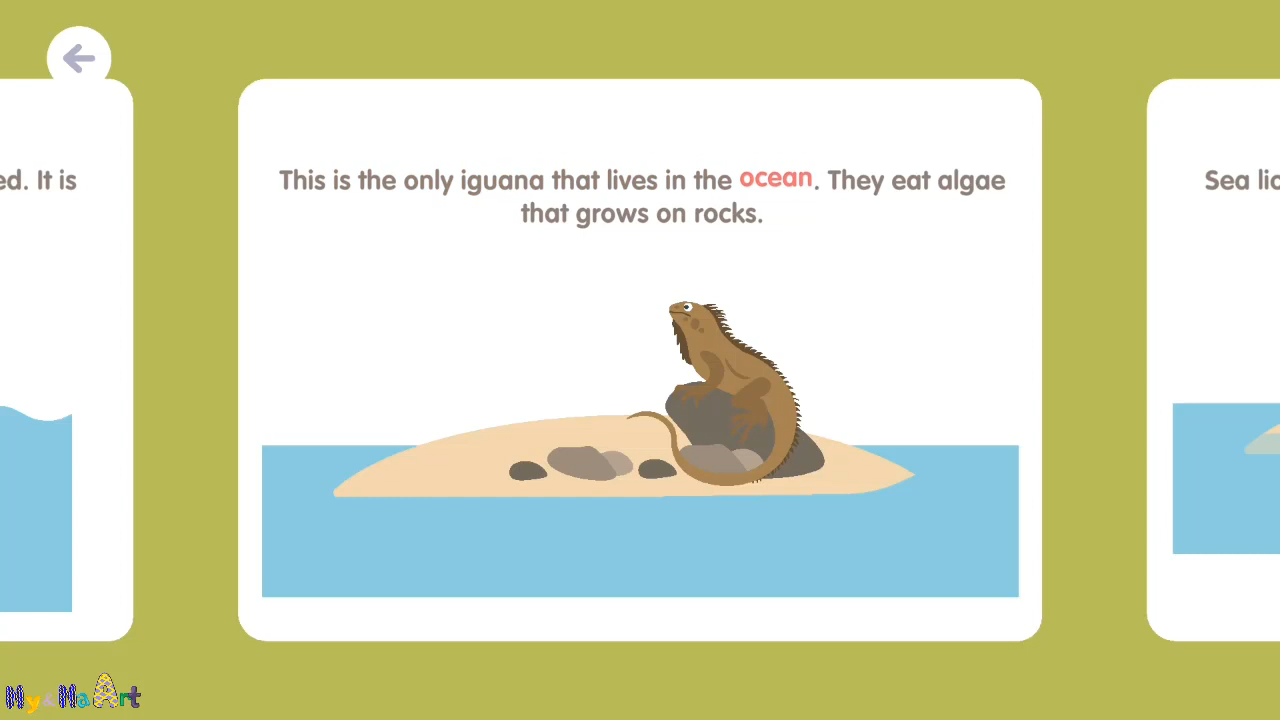 ed. It is
This is the only iguana that lives in the ocean. They eat algae
that grows on rocks.
Sea lio
My&MaArt